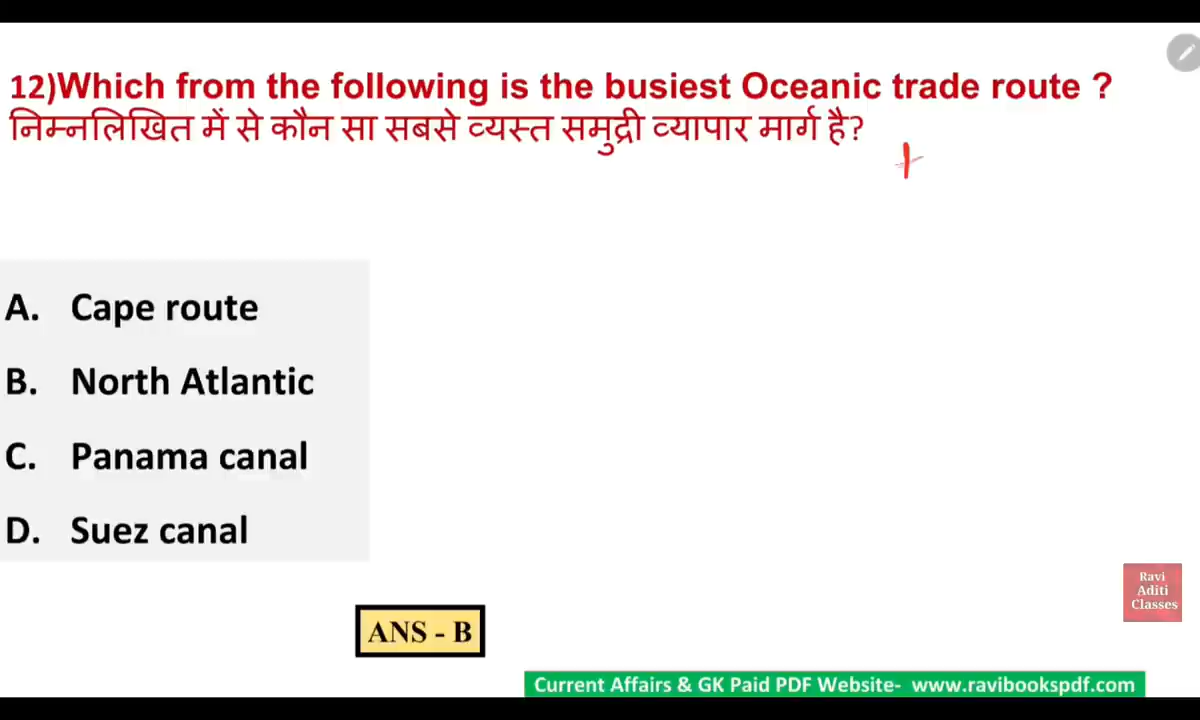 12)Which from the following is the busiest Oceanic trade route ?
निम्नलिखित में से कौन सा सबसे व्यस्त समुद्री व्यापार मार्ग है?
A. Cape route
B. North Atlantic
C. Panama canal
D. Suez canal
ANS - B
Ravi
Aditi
Classes
Current Affairs & GK Paid PDF Website- www.ravibookspdf.com